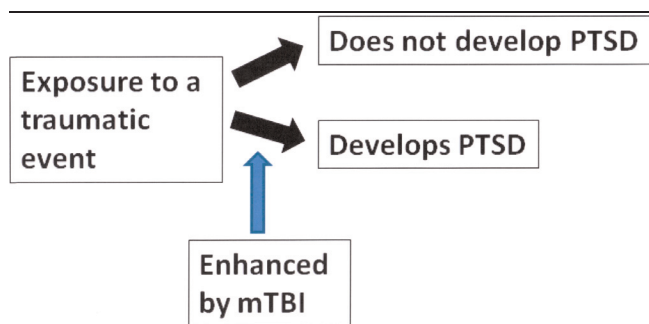 Does not develop PTSD
Exposure to a
traumatic
event
Develops PTSD
Enhanced
by mTBI